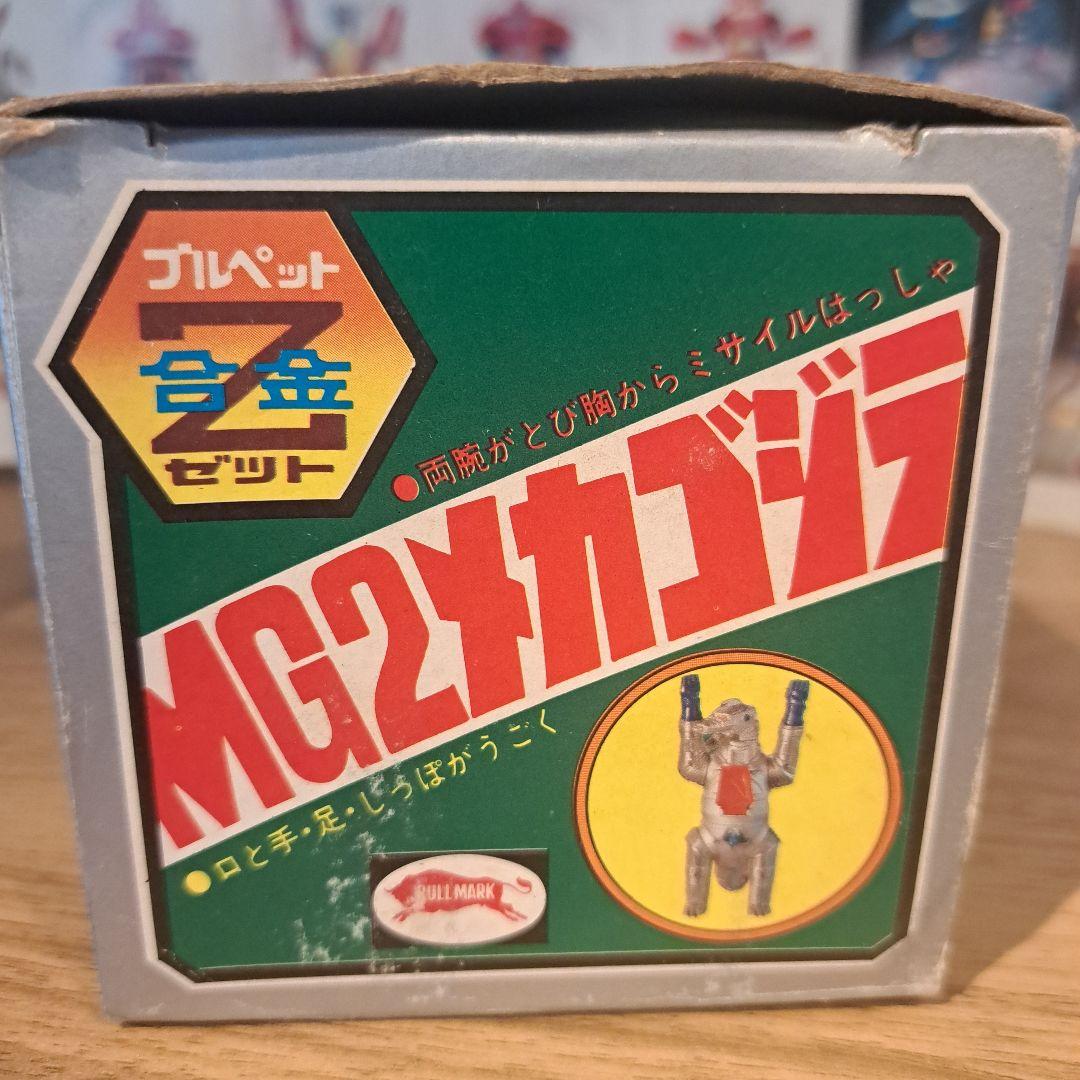 ブルペット
Z
合金
ゼット
●両腕がとび胸からミサイルはっしゃ
MG2メカゴジラ
●口と手・足・しっぽがうごく
BULLMARK